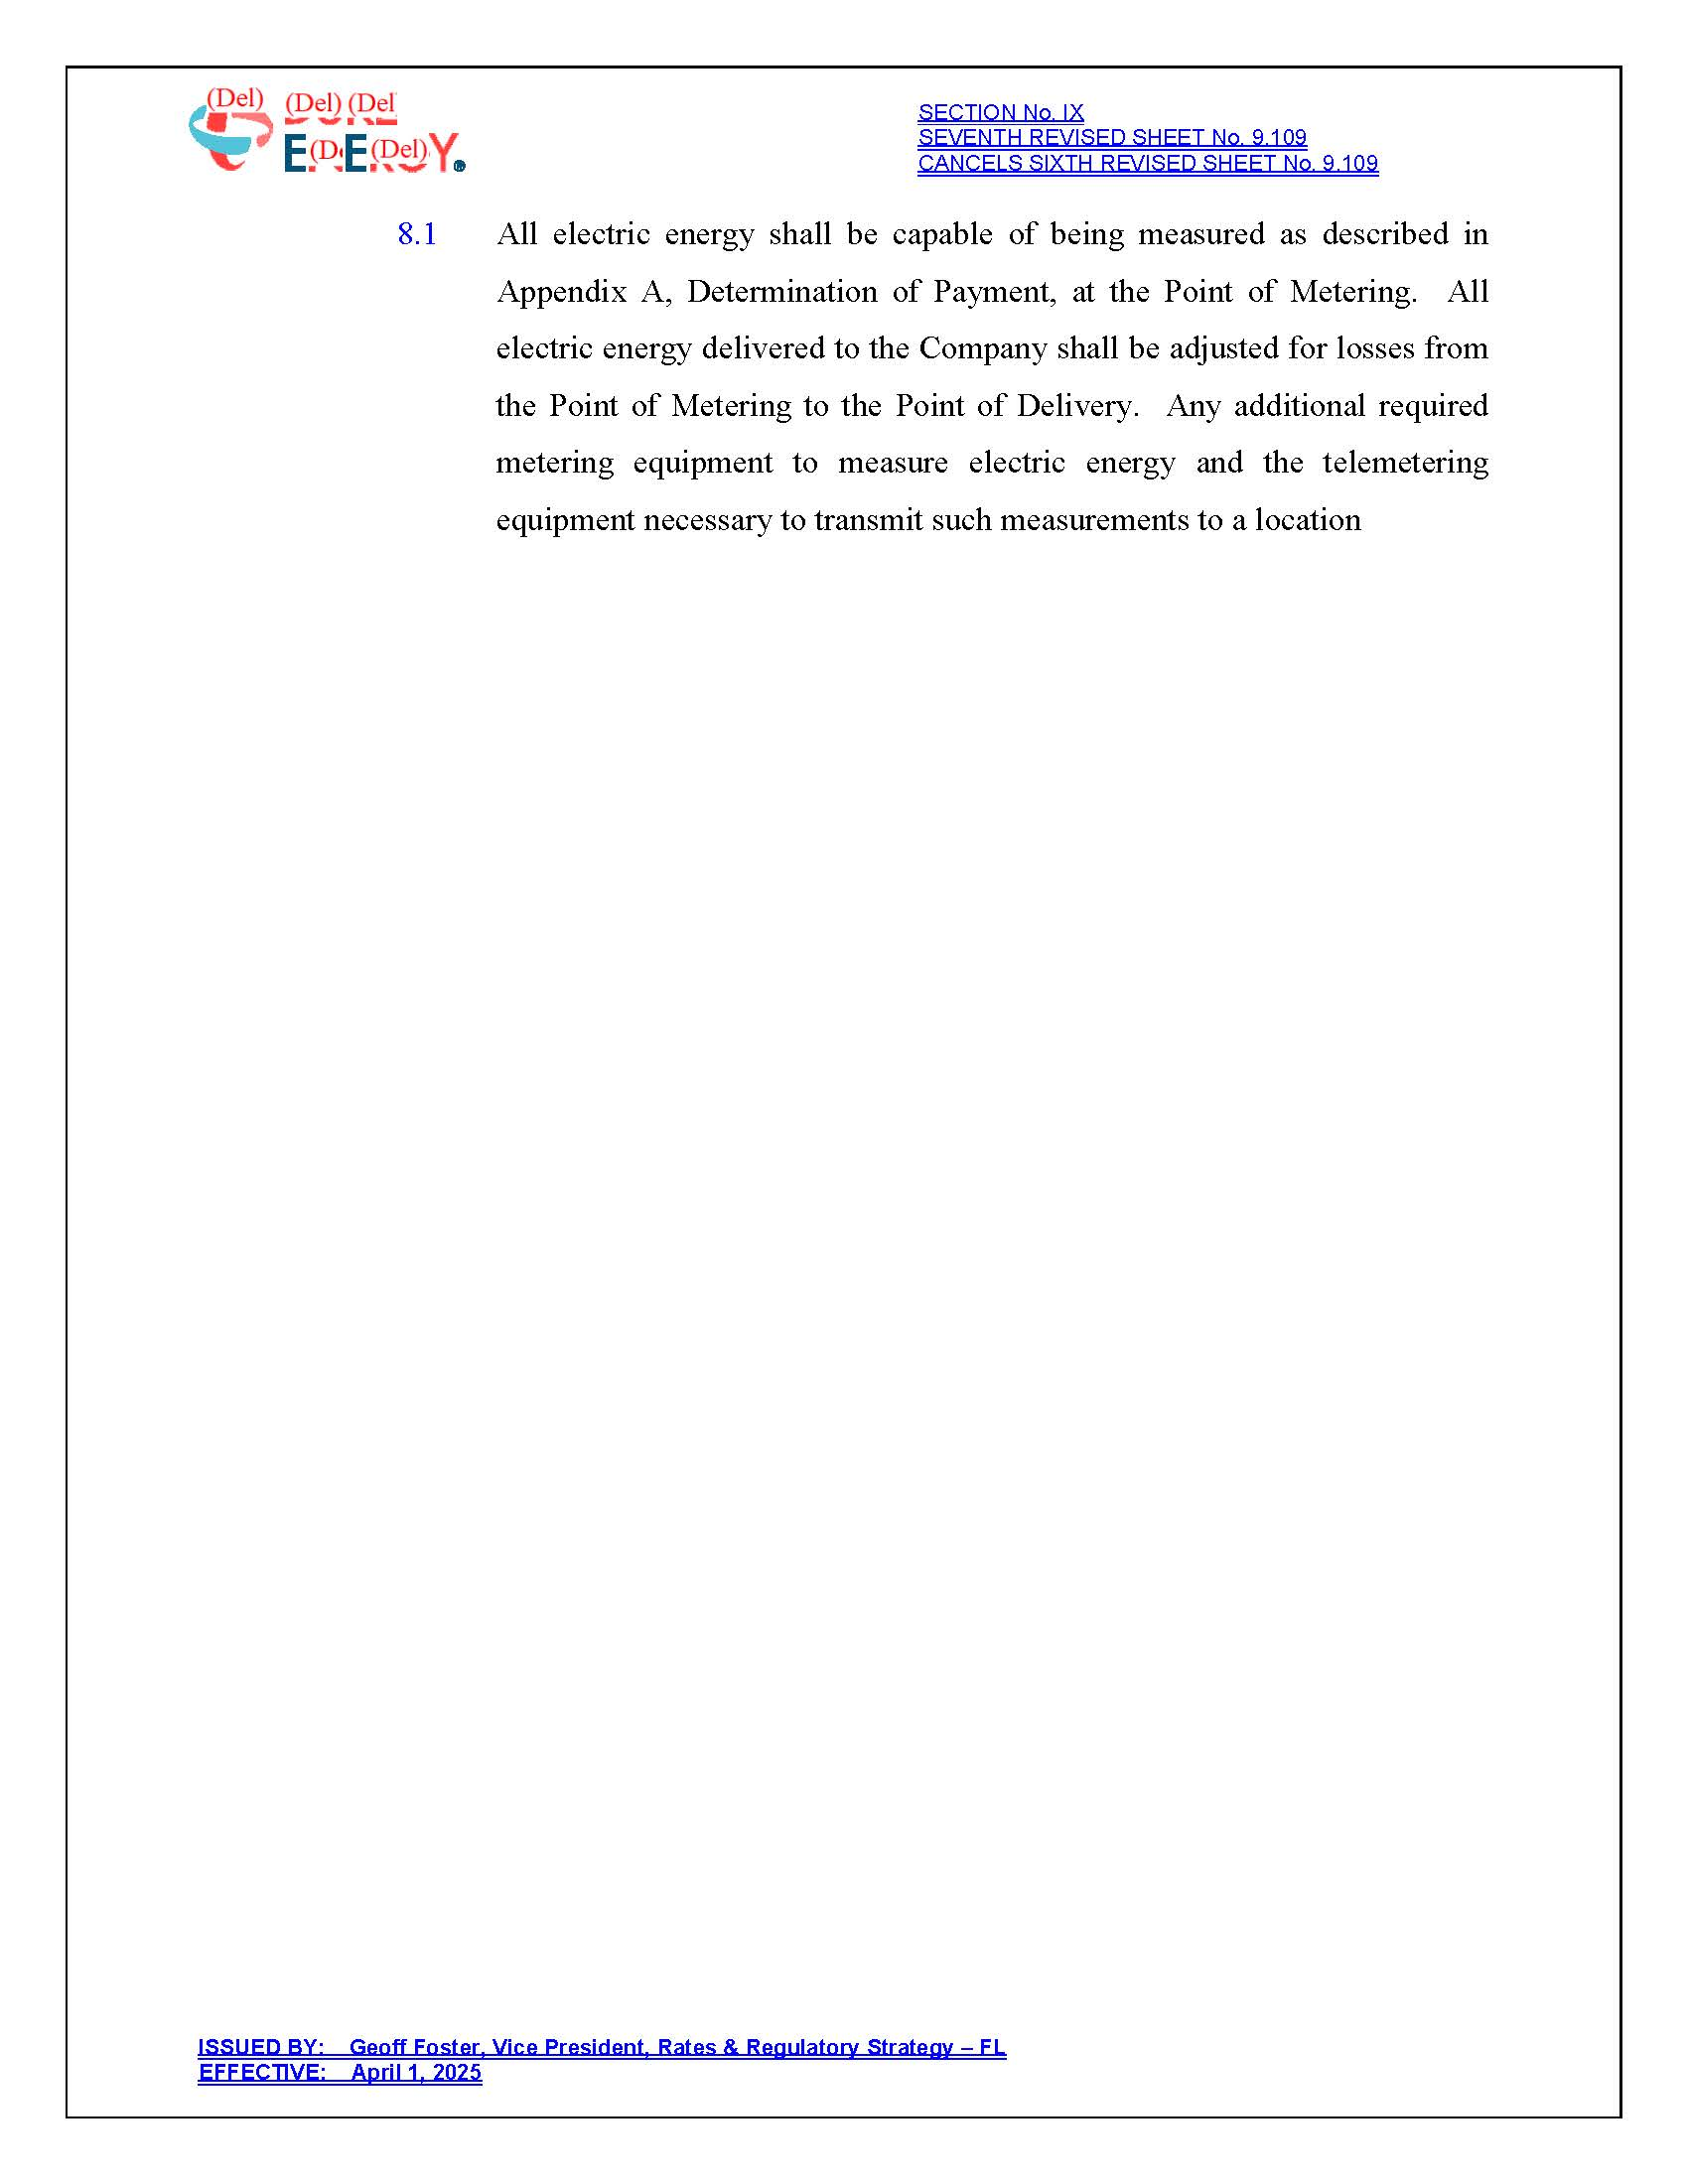 (Del) (Del) (Del
E(D E (Del) Y®
SECTION No. IX
SEVENTH REVISED SHEET No. 9.109
CANCELS SIXTH REVISED SHEET No. 9.109
8.1 All electric energy shall be capable of being measured as described in
Appendix A, Determination of Payment, at the Point of Metering. All
electric energy delivered to the Company shall be adjusted for losses from
the Point of Metering to the Point of Delivery. Any additional required
metering equipment to measure electric energy and the telemetering
equipment necessary to transmit such measurements to a location
ISSUED BY: Geoff Foster, Vice President, Rates & Regulatory Strategy – FL
EFFECTIVE: April 1, 2025